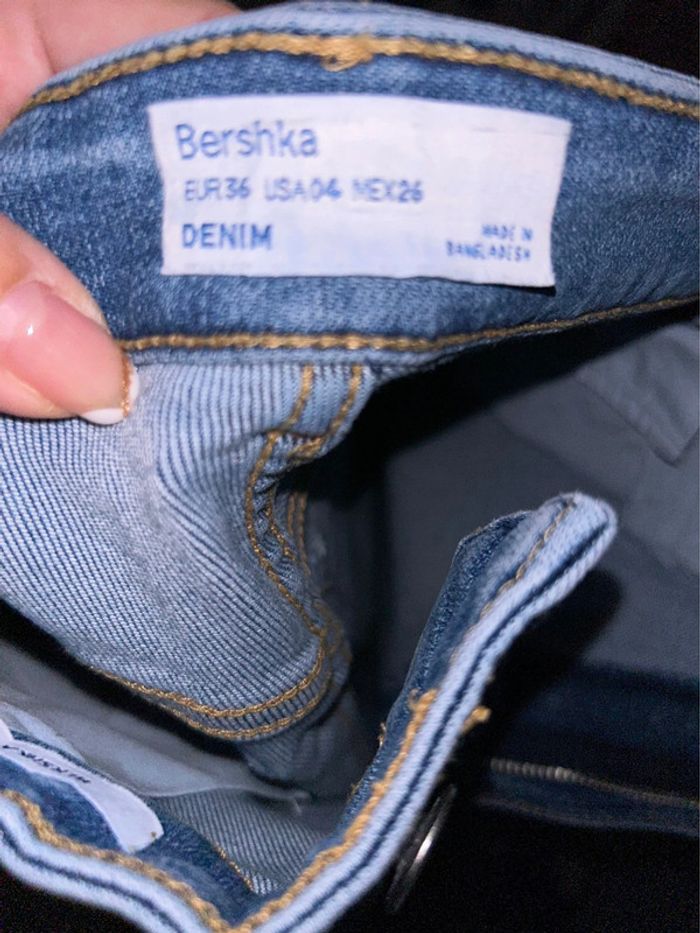 Bershka
EUR36 USA04 MEX26
DENIM
MADE IN
BANGLADESH